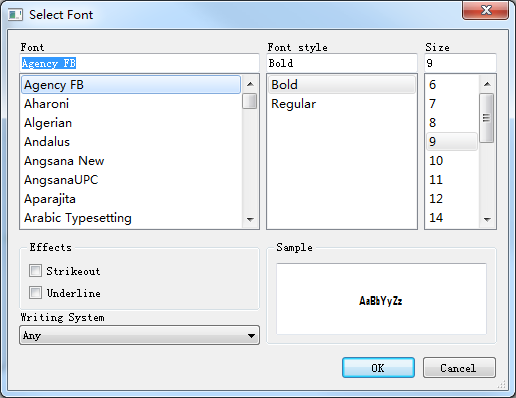 Select Font
Font
Font style
Size
Agency FB
Bold
9
Agency FB
Aharoni
Algerian
Andalus
Angsana New
AngsanaUPC
Aparajita
Arabic Typesetting
Bold
Regular
6
7
8
9
10
11
12
14
Effects
Strikeout
Underline
Sample
AaBbYyZz
Writing System
Any
OK
Cancel